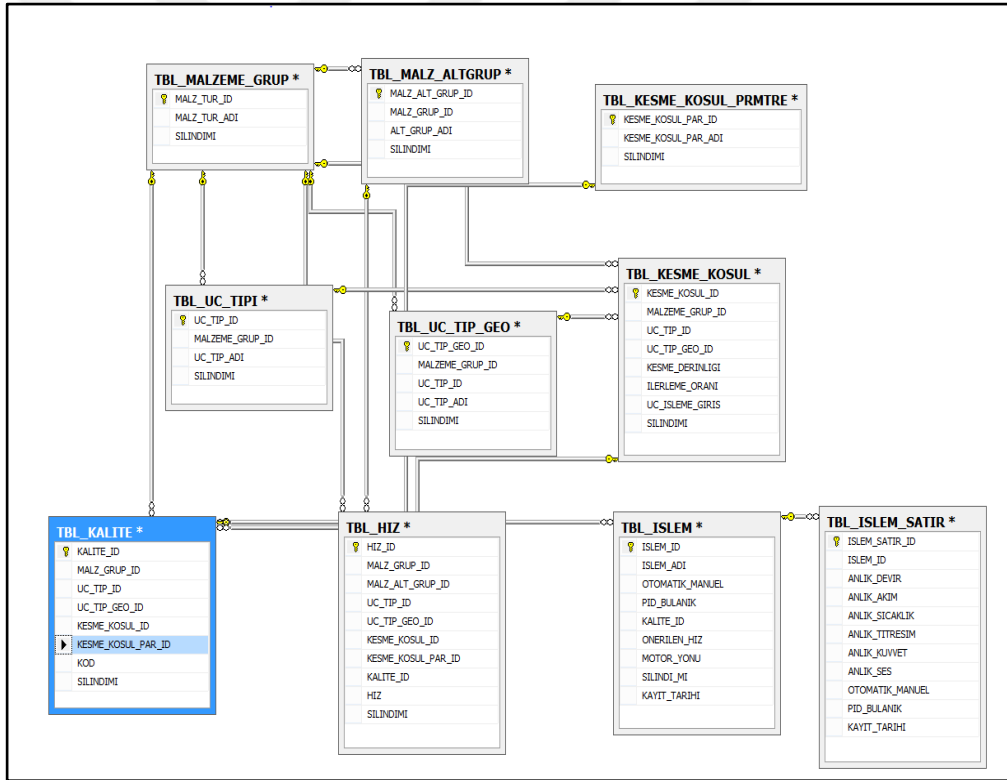 TBL_MALZEME_GRUP *
MALZ_TUR_ID
MALZ_TUR_ADI
SILINDIMI
TBL_MALZ_ALTGRUP *
MALZ_ALT_GRUP_ID
MALZ_GRUP_ID
ALT_GRUP_ADI
SILINDIMI
TBL_KESME_KOSUL_PRMTRE *
KESME_KOSUL_PAR_ID
KESME_KOSUL_PAR_ADI
SILINDIMI
TBL_UC_TIPI *
UC_TIP_ID
MALZEME_GRUP_ID
UC_TIP_ADI
SILINDIMI
TBL_UC_TIP_GEO *
UC_TIP_GEO_ID
MALZEME_GRUP_ID
UC_TIP_ID
UC_TIP_ADI
SILINDIMI
TBL_KESME_KOSUL *
KESME_KOSUL_ID
MALZEME_GRUP_ID
UC_TIP_ID
UC_TIP_GEO_ID
KESME_DERINLIGI
ILERLEME_ORANI
UC_ISLEME_GIRIS
SILINDIMI
TBL_KALITE *
KALITE_ID
MALZ_GRUP_ID
UC_TIP_ID
UC_TIP_GEO_ID
KESME_KOSUL_ID
KESME_KOSUL_PAR_ID
KOD
SILINDIMI
TBL_HIZ *
HIZ_ID
MALZ_GRUP_ID
MALZ_ALT_GRUP_ID
UC_TIP_ID
UC_TIP_GEO_ID
KESME_KOSUL_ID
KESME_KOSUL_PAR_ID
KALITE_ID
HIZ
SILINDIMI
TBL_ISLEM *
ISLEM_ID
ISLEM_ADI
OTOMATIK_MANUEL
PID_BULANIK
KALITE_ID
ONERILEN_HIZ
MOTOR_YONU
SILINDI_MI
KAYIT_TARIHI
TBL_ISLEM_SATIR *
ISLEM_SATIR_ID
ISLEM_ID
ANLIK_DEVIR
ANLIK_AKIM
ANLIK_SICAKLIK
ANLIK_TITRESIM
ANLIK_KUVVET
ANLIK_SES
OTOMATIK_MANUEL
PID_BULANIK
KAYIT_TARIHI